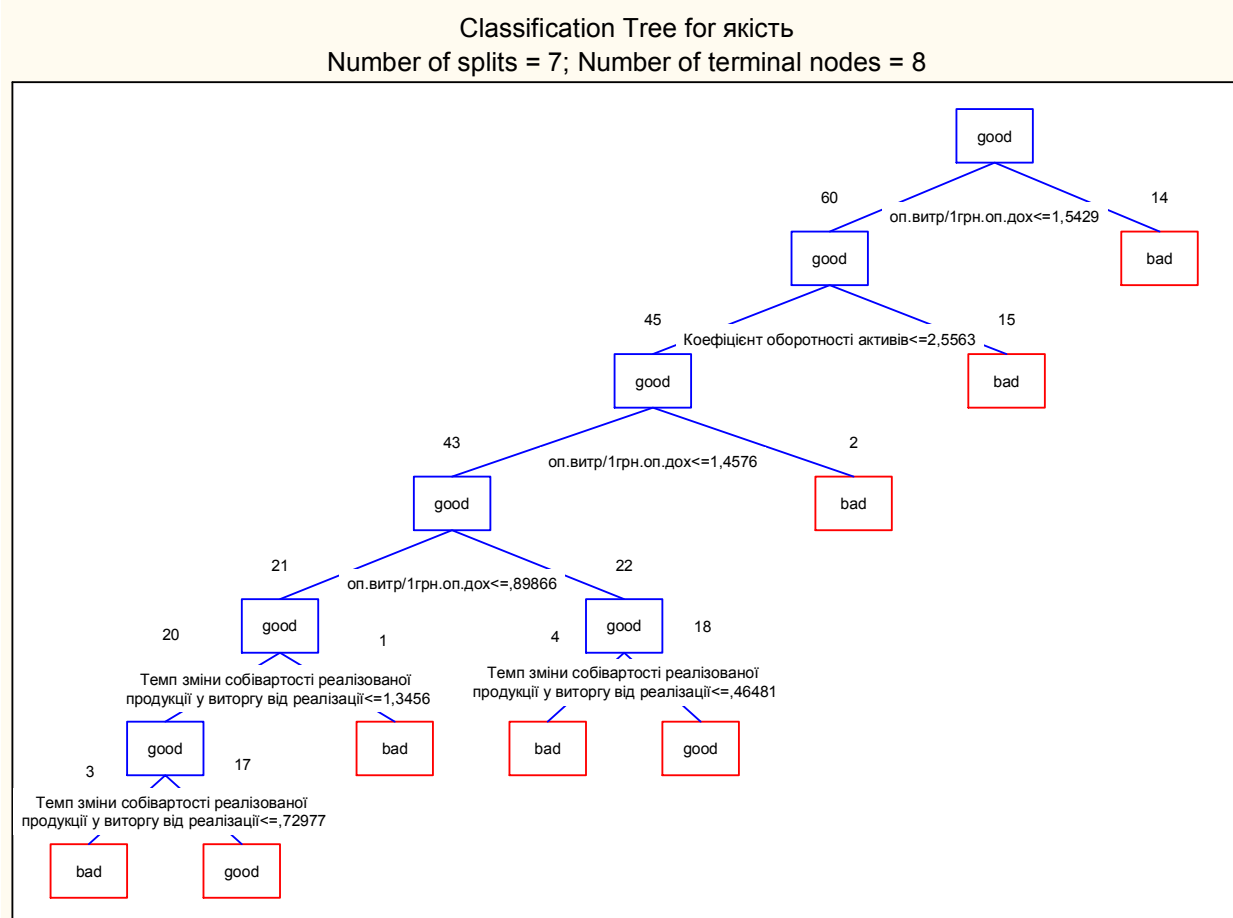 Classification Tree for якість
Number of splits = 7; Number of terminal nodes = 8
good
60
14
оп.витр/1грн.оп.дох<=1,5429
good
bad
45
15
Коефіцієнт оборотності активів<=2,5563
good
bad
43
2
оп.витр/1грн.оп.дох<=1,4576
good
bad
21
22
оп.витр/1грн.оп.дох<=,89866
good
good
20
1
4
18
Темп зміни собівартості реалізованої
продукції у виторгу від реалізації<=1,3456
Темп зміни собівартості реалізованої
продукції у виторгу від реалізації<=,46481
good
bad
bad
good
3
17
Темп зміни собівартості реалізованої
продукції у виторгу від реалізації<=,72977
bad
good